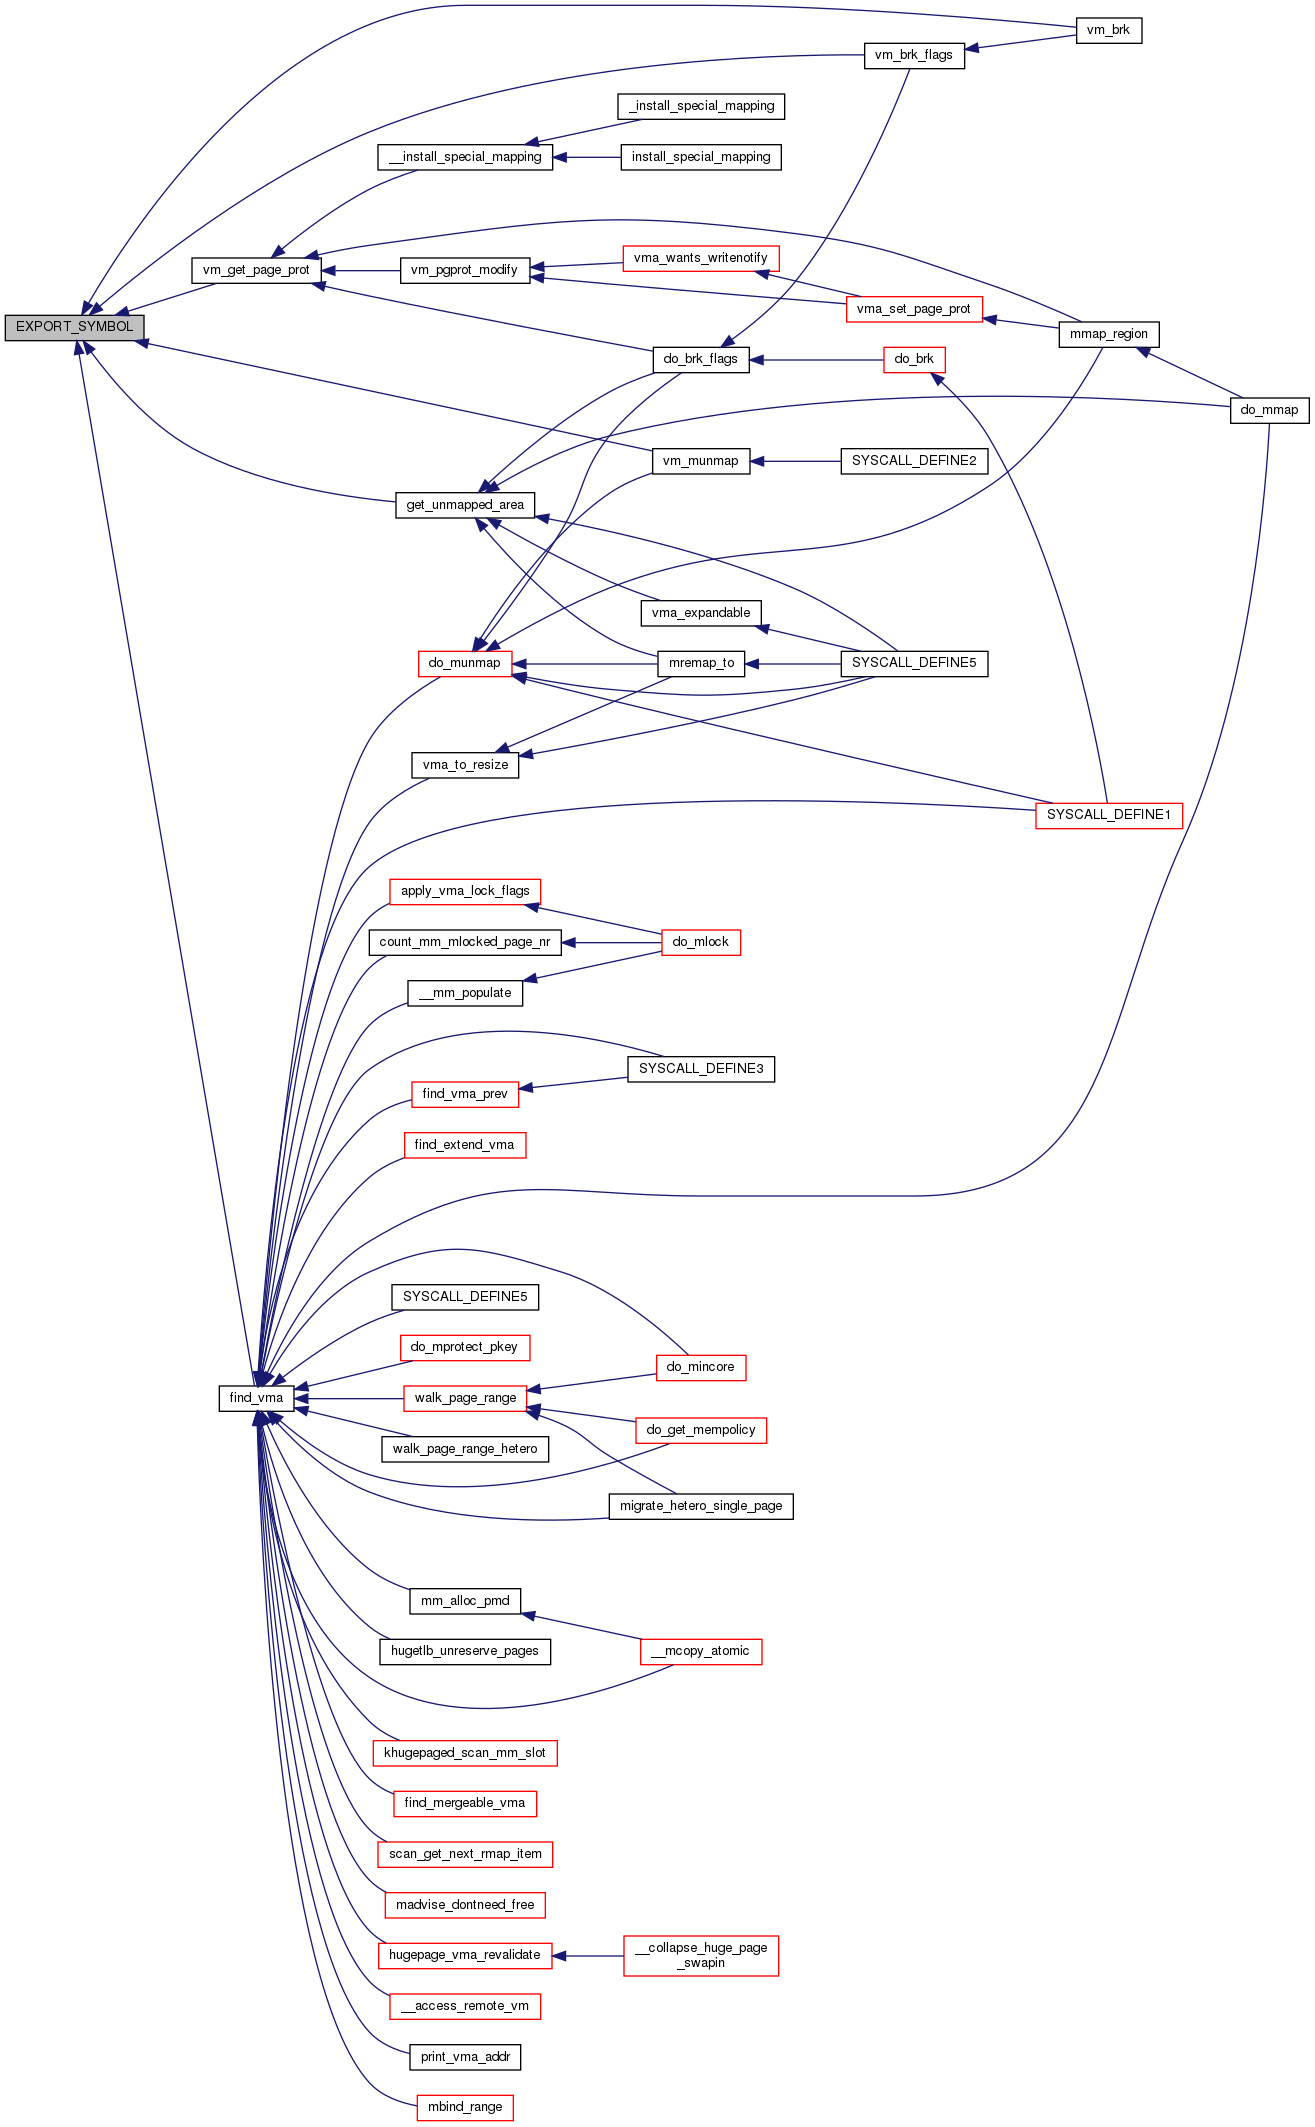 vm_brk
vm_brk_flags
_install_special_mapping
__install_special_mapping
install_special_mapping
vma_wants_writenotify
vm_get_page_prot
vm_pgprot_modify
vma_set_page_prot
EXPORT_SYMBOL
mmap_region
do_brk_flags
do_brk
do_mmap
vm_munmap
SYSCALL_DEFINE2
get_unmapped_area
vma_expandable
do_munmap
mremap_to
SYSCALL_DEFINE5
vma_to_resize
SYSCALL_DEFINE1
apply_vma_lock_flags
count_mm_mlocked_page_nr
do_mlock
__mm_populate
SYSCALL_DEFINE3
find_vma_prev
find_extend_vma
SYSCALL_DEFINE5
do_mprotect_pkey
do_mincore
find_vma
walk_page_range
do_get_mempolicy
walk_page_range_hetero
migrate_hetero_single_page
mm_alloc_pmd
hugetlb_unreserve_pages
__mcopy_atomic
khugepaged_scan_mm_slot
find_mergeable_vma
scan_get_next_rmap_item
madvise_dontneed_free
hugepage_vma_revalidate
__collapse_huge_page
_swapin
__access_remote_vm
print_vma_addr
mbind_range